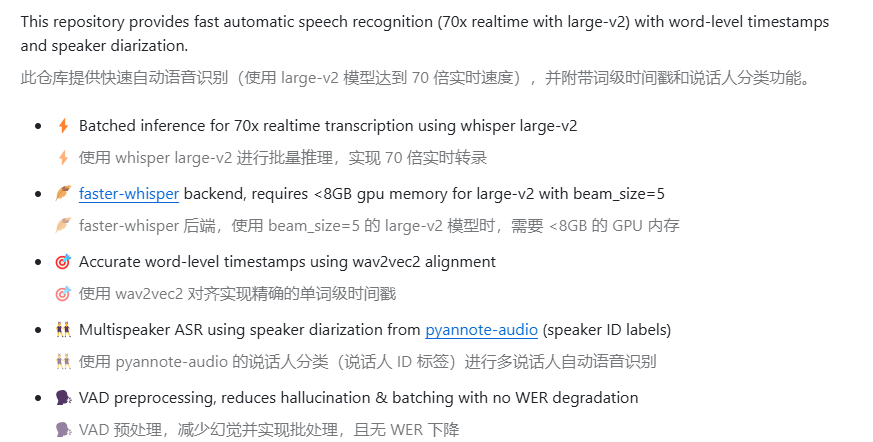 This repository provides fast automatic speech recognition (70x realtime with large-v2) with word-level timestamps
and speaker diarization.
此仓库提供快速自动语音识别（使用 large-v2 模型达到 70 倍实时速度），并附带词级时间戳和说话人分类功能。
Batched inference for 70x realtime transcription using whisper large-v2
使用 whisper large-v2 进行批量推理，实现 70 倍实时转录
faster-whisper backend, requires <8GB gpu memory for large-v2 with beam_size=5
faster-whisper 后端，使用 beam_size=5 的 large-v2 模型时，需要 <8GB 的 GPU 内存
Accurate word-level timestamps using wav2vec2 alignment
使用 wav2vec2 对齐实现精确的单词级时间戳
Multispeaker ASR using speaker diarization from pyannote-audio (speaker ID labels)
使用 pyannote-audio 的说话人分类（说话人 ID 标签）进行多说话人自动语音识别
VAD preprocessing, reduces hallucination & batching with no WER degradation
VAD 预处理，减少幻觉并实现批处理，且无 WER 下降